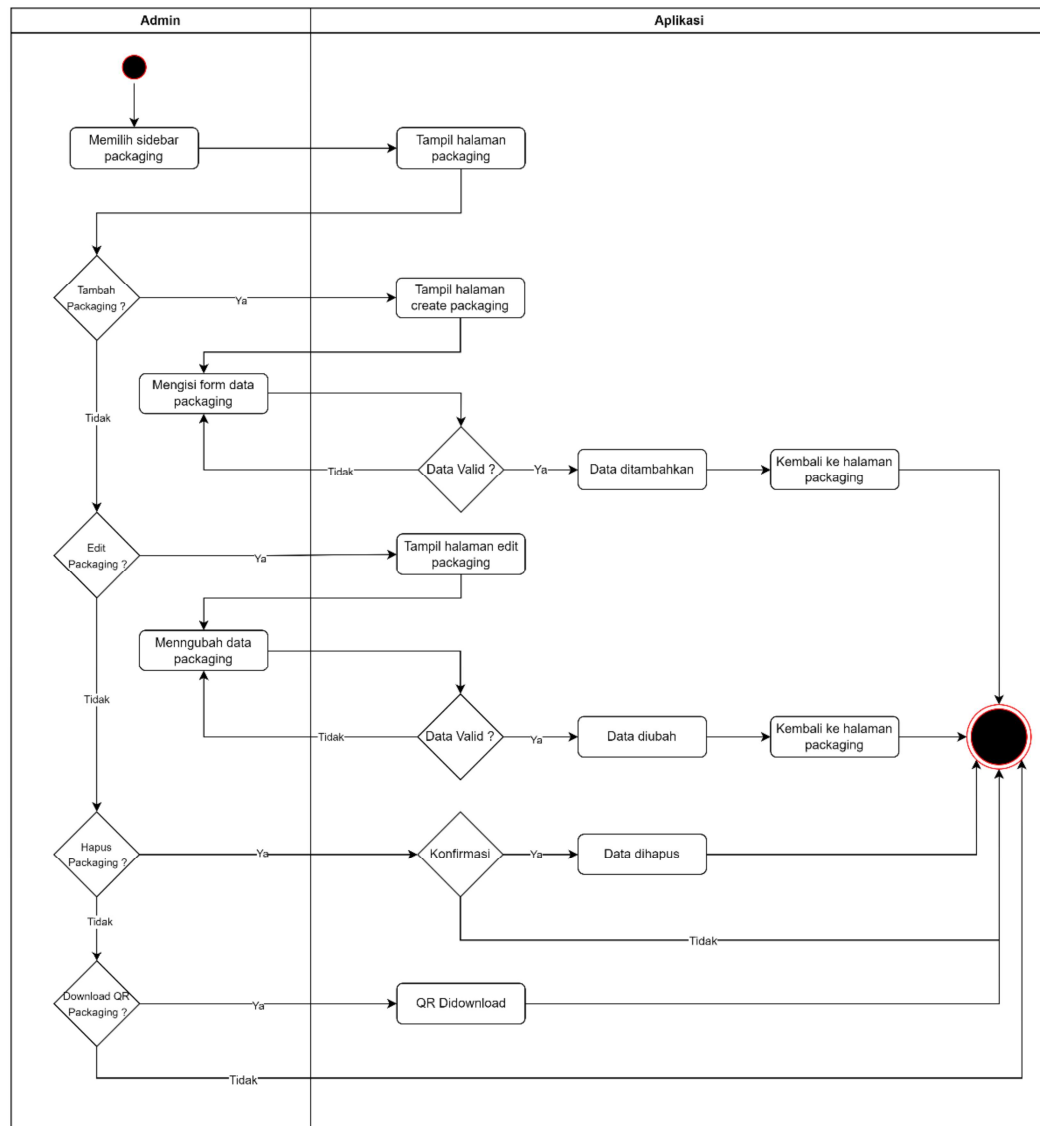 Admin
Aplikasi
Memilih sidebar
packaging
Tampil halaman
packaging
Tambah
Packaging ?
Ya
Tampil halaman
create packaging
Mengisi form data
packaging
Tidak
Tidak
Data Valid ?
Ya
Data ditambahkan
Kembali ke halaman
packaging
Edit
Packaging ?
Ya
Tampil halaman edit
packaging
Menngubah data
packaging
Tidak
Tidak
Data Valid ?
Ya
Data diubah
Kembali ke halaman
packaging
Hapus
Packaging ?
Ya
Konfirmasi
Ya
Data dihapus
Tidak
Tidak
Download QR
Packaging ?
Ya
QR Didownload
Tidak